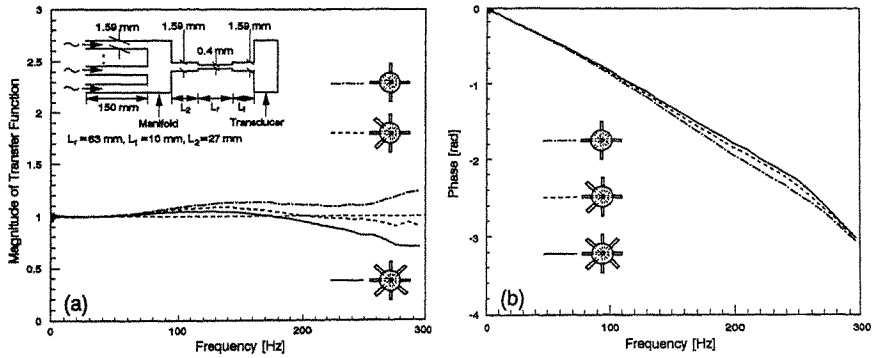 3
2.5
2
1.5
1
0.5
0
Magnitude of Transfer Function
1.59 mm
1.59 mm
1.59 mm
0.4 mm
150 mm
L2
Lr
Lf
Manifold
Transducer
Lr =63 mm, Lf =10 mm, L2=27 mm
(a)
0
100
200
300
Frequency [Hz]
0
-1
-2
-3
-4
Phase [rad]
(b)
0
100
200
300
Frequency [Hz]